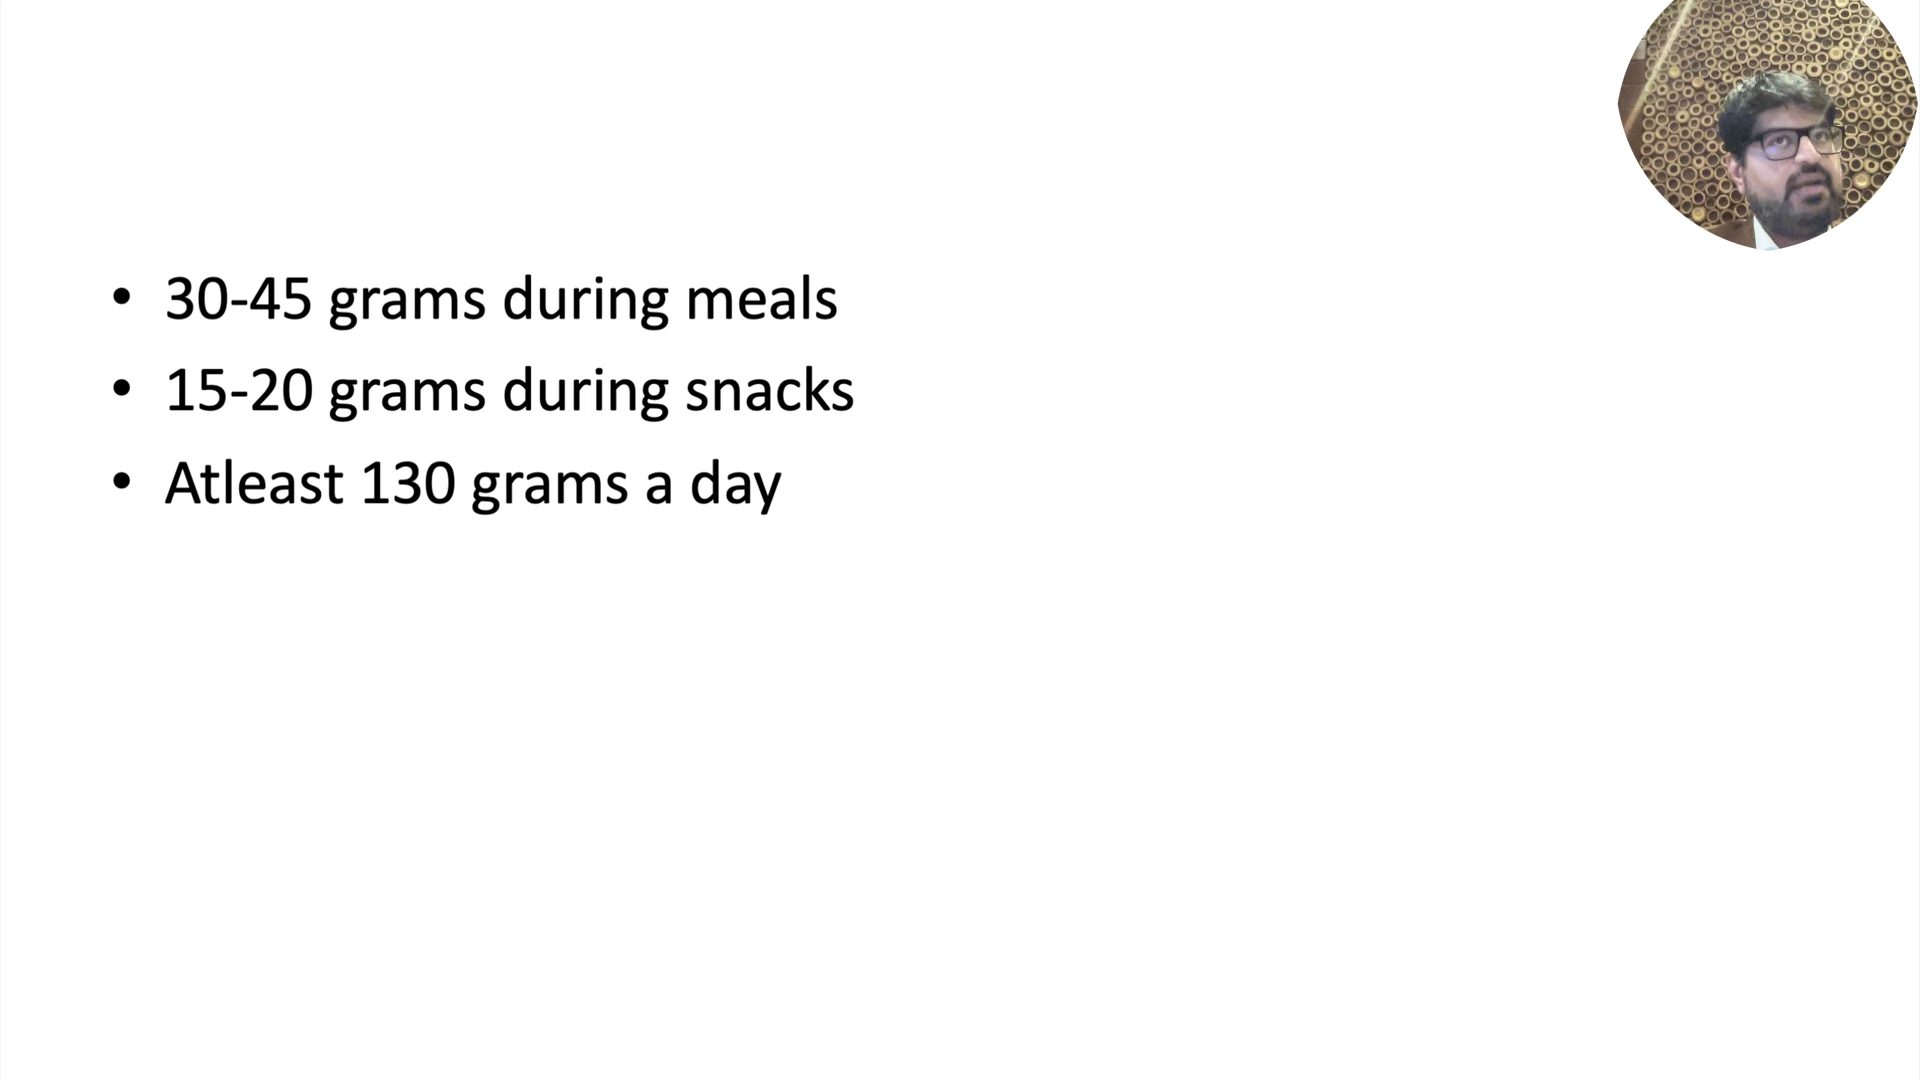 • 30-45 grams during meals
• 15-20 grams during snacks
• Atleast 130 grams a day